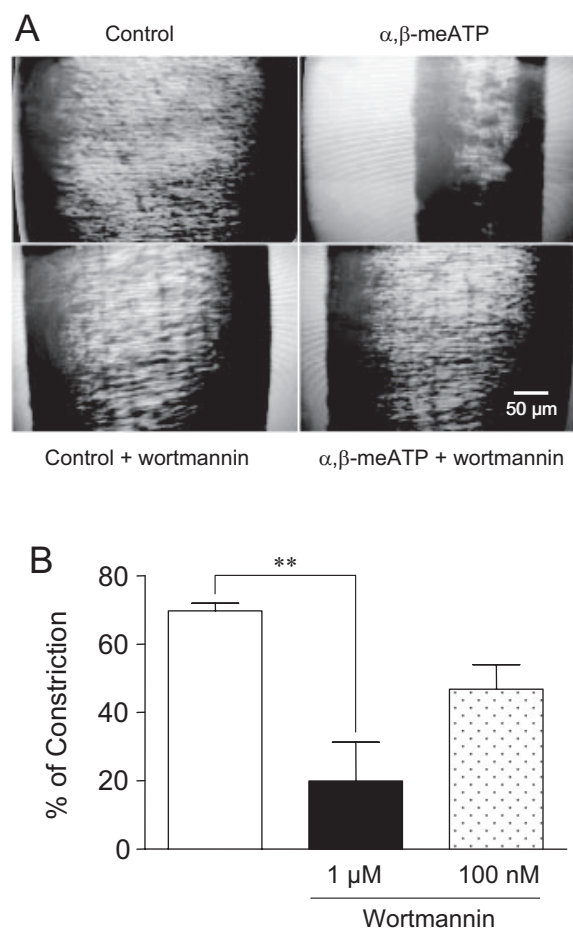 A
Control
α,β-meATP
50 µm
Control + wortmannin
α,β-meATP + wortmannin
B
**
80
60
40
20
0
% of Constriction
1 µM
100 nM
Wortmannin